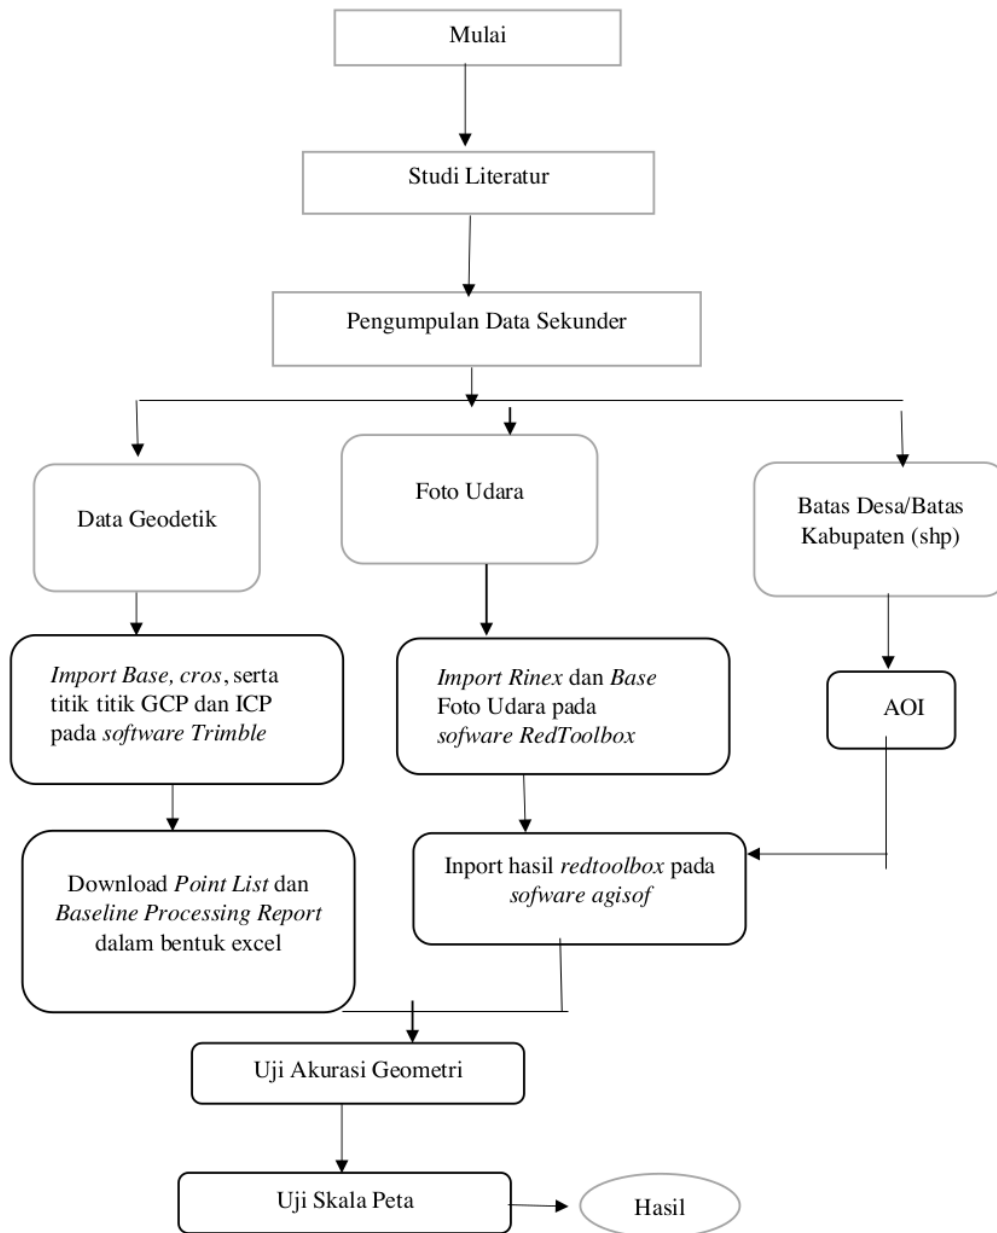 Mulai
Studi Literatur
Pengumpulan Data Sekunder
Data Geodetik
Foto Udara
Batas Desa/Batas
Kabupaten (shp)
Import Base, cros, serta
titik titik GCP dan ICP
pada software Trimble
Import Rinex dan Base
Foto Udara pada
sofware RedToolbox
AOI
Download Point List dan
Baseline Processing Report
dalam bentuk excel
Inport hasil redtoolbox pada
sofware agisof
Uji Akurasi Geometri
Uji Skala Peta
Hasil